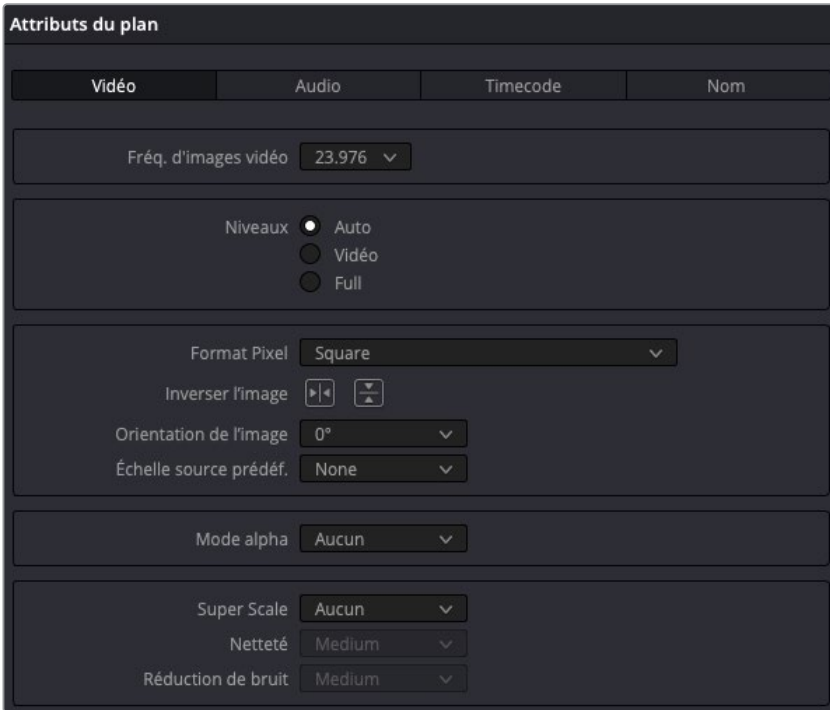 Attributs du plan
Vidéo Audio Timecode Nom
Fréq. d'images vidéo 23.976
Niveaux Auto
Vidéo
Full
Format Pixel Square
Inverser l'image
Orientation de l'image 0°
Échelle source prédéf. None
Mode alpha Aucun
Super Scale Aucun
Netteté Medium
Réduction de bruit Medium